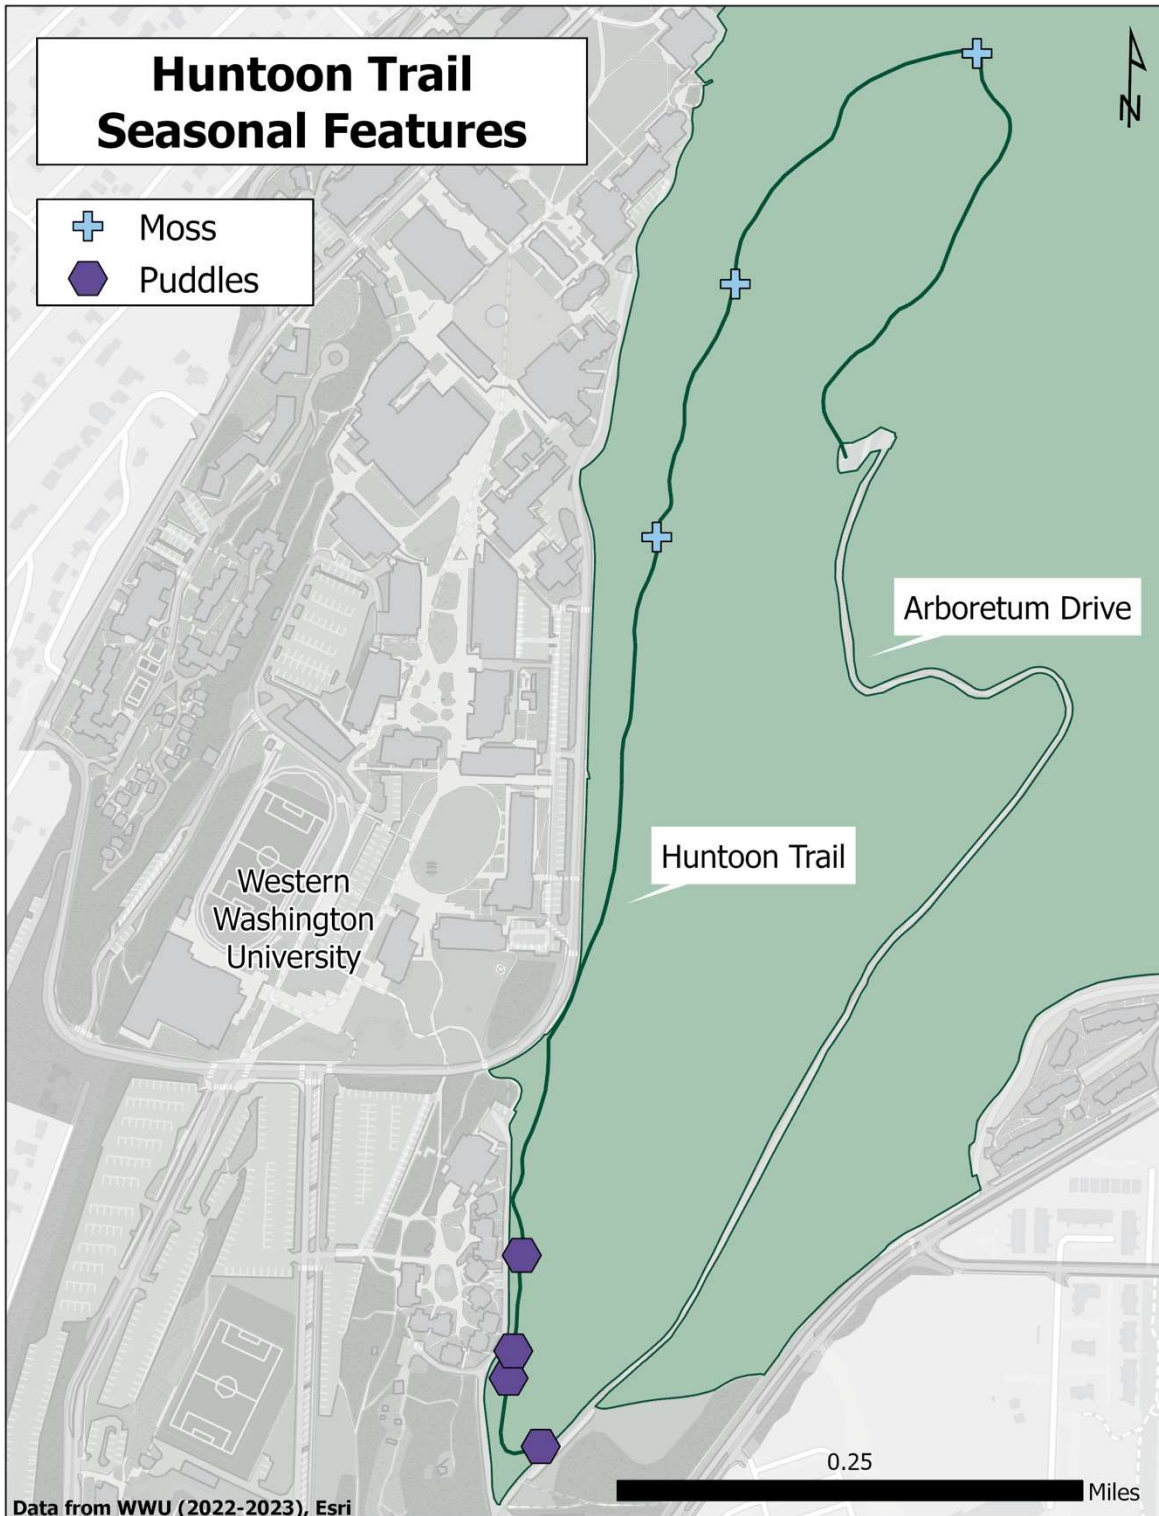 Huntoon Trail
Seasonal Features
Moss
Puddles
N
Arboretum Drive
Huntoon Trail
Western
Washington
University
0.25
Miles
Data from WWU (2022-2023), Esri